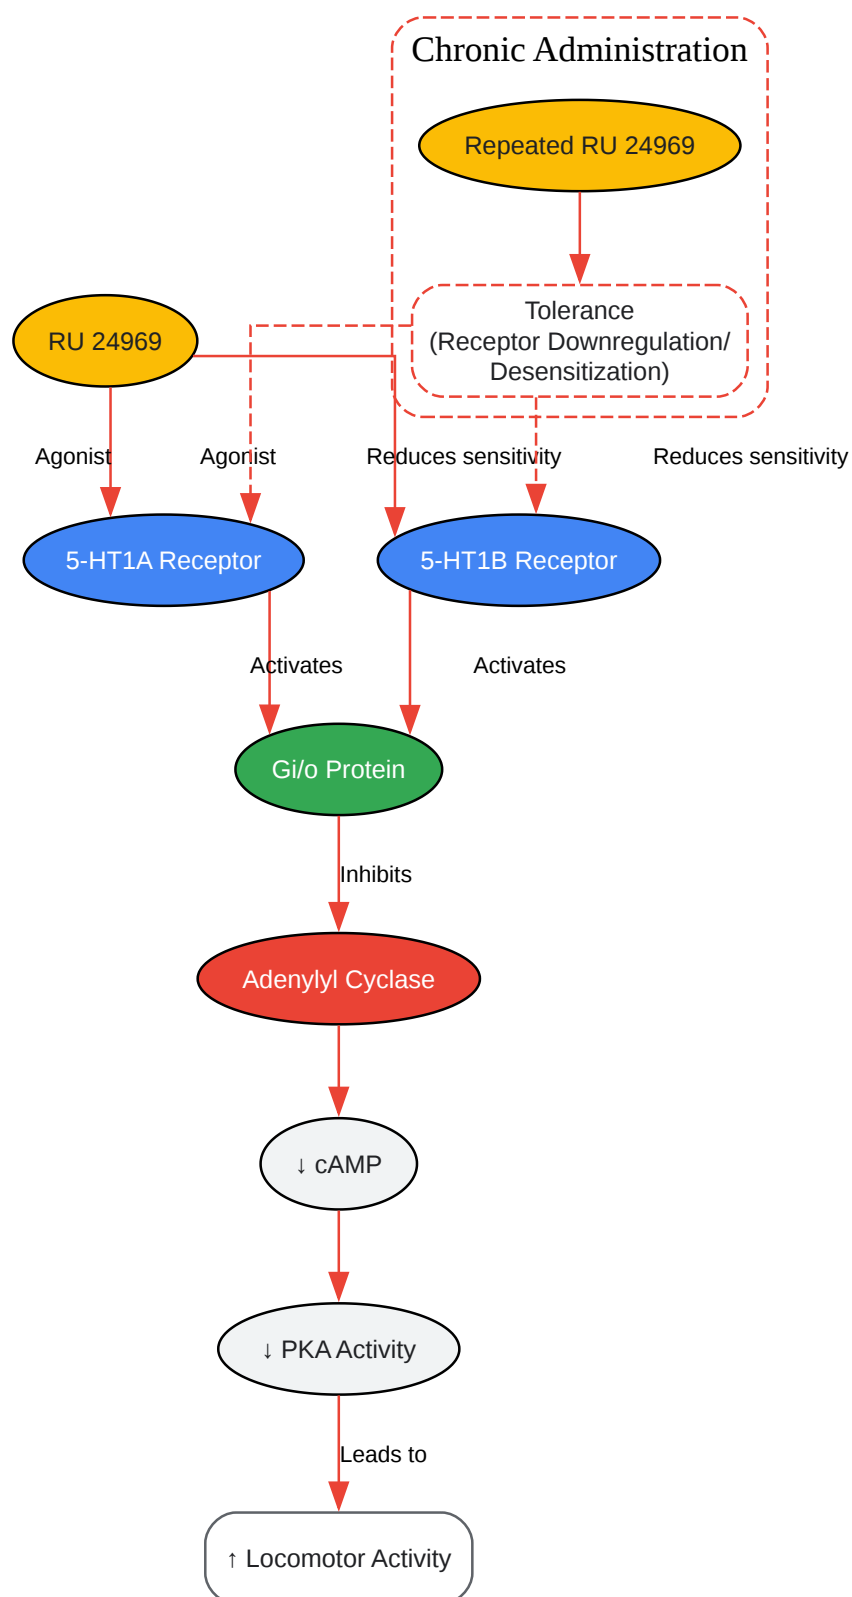 Chronic Administration
Repeated RU 24969
Tolerance
(Receptor Downregulation/
Desensitization)
RU 24969
Agonist
Agonist
Reduces sensitivity
Reduces sensitivity
5-HT1A Receptor
5-HT1B Receptor
Activates
Activates
Gi/o Protein
Inhibits
Adenylyl Cyclase
↓ cAMP
↓ PKA Activity
Leads to
↑ Locomotor Activity